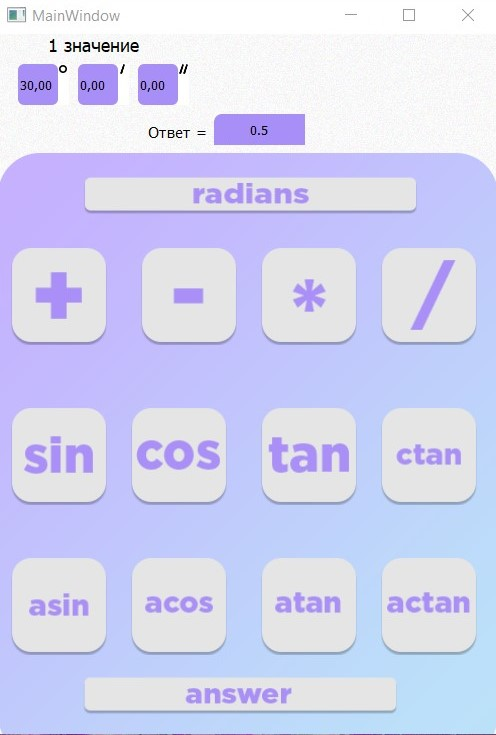 MainWindow
1 значение
30,00 ° 0,00 ′ 0,00 ″
Ответ = 0.5
radians
+ - * /
sin cos tan ctan
asin acos atan actan
answer